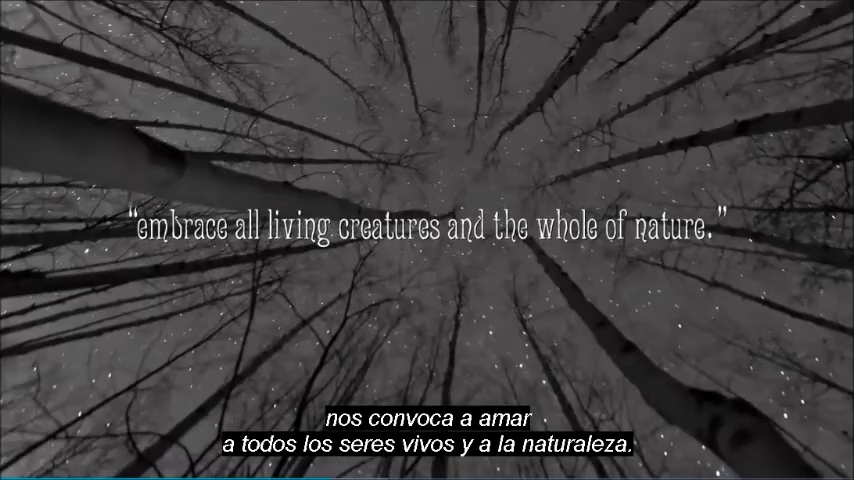 “embrace all living creatures and the whole of nature.”
nos convoca a amar
a todos los seres vivos y a la naturaleza.